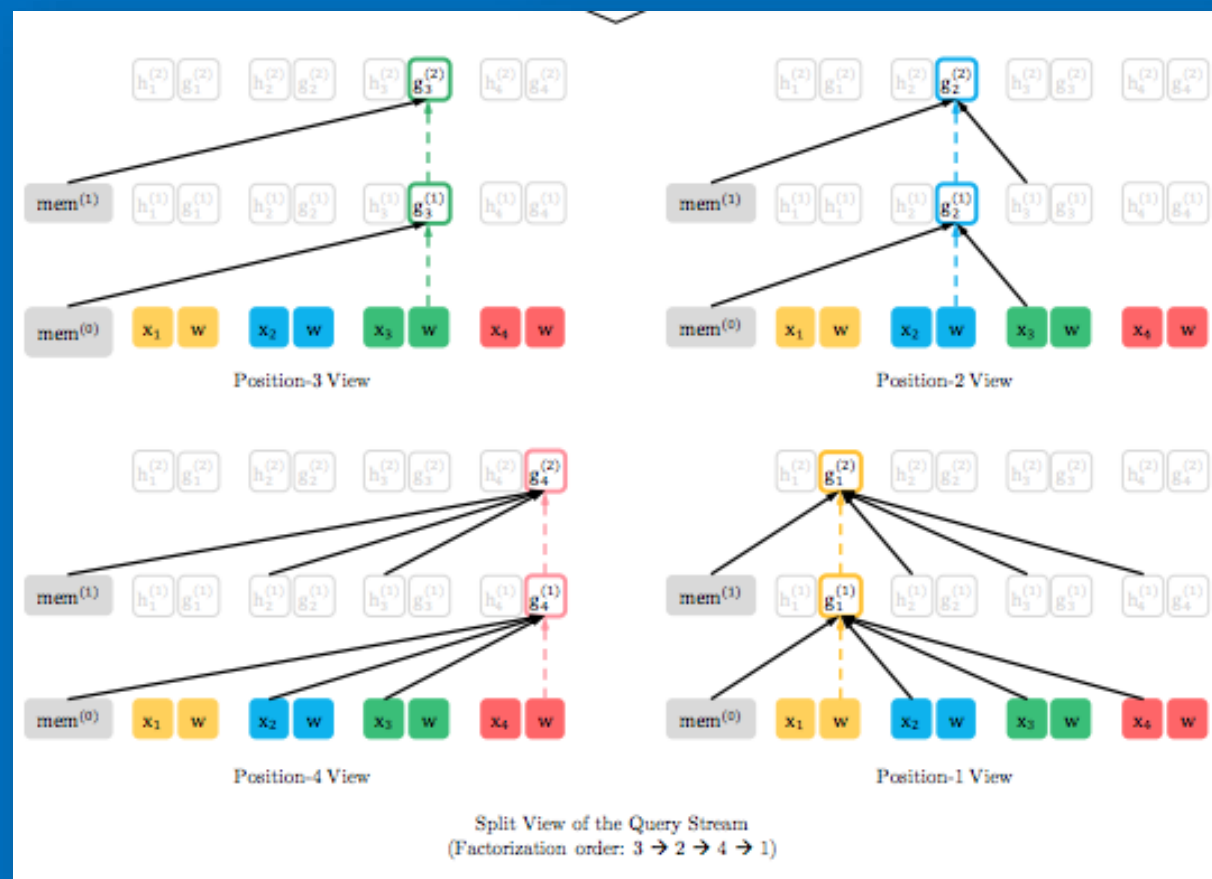 h₁⁽²⁾ g₁⁽²⁾ h₂⁽²⁾ g₂⁽²⁾ h₃⁽²⁾ g₃⁽²⁾ h₄⁽²⁾ g₄⁽²⁾
mem⁽¹⁾ h₁⁽¹⁾ g₁⁽¹⁾ h₂⁽¹⁾ g₂⁽¹⁾ h₃⁽¹⁾ g₃⁽¹⁾ h₄⁽¹⁾ g₄⁽¹⁾
mem⁽⁰⁾ x₁ w x₂ w x₃ w x₄ w
Position-3 View
h₁⁽²⁾ g₁⁽²⁾ h₂⁽²⁾ g₂⁽²⁾ h₃⁽²⁾ g₃⁽²⁾ h₄⁽²⁾ g₄⁽²⁾
mem⁽¹⁾ h₁⁽¹⁾ h₁⁽¹⁾ h₂⁽¹⁾ g₂⁽¹⁾ h₃⁽¹⁾ g₃⁽¹⁾ h₄⁽¹⁾ g₄⁽¹⁾
mem⁽⁰⁾ x₁ w x₂ w x₃ w x₄ w
Position-2 View
h₁⁽²⁾ g₁⁽²⁾ h₂⁽²⁾ g₂⁽²⁾ h₃⁽²⁾ g₃⁽²⁾ h₄⁽²⁾ g₄⁽²⁾
mem⁽¹⁾ h₁⁽¹⁾ g₁⁽¹⁾ h₂⁽¹⁾ g₂⁽¹⁾ h₃⁽¹⁾ g₃⁽¹⁾ h₄⁽¹⁾ g₄⁽¹⁾
mem⁽⁰⁾ x₁ w x₂ w x₃ w x₄ w
Position-4 View
h₁⁽²⁾ g₁⁽²⁾ h₂⁽²⁾ g₂⁽²⁾ h₃⁽²⁾ g₃⁽²⁾ h₄⁽²⁾ g₄⁽²⁾
mem⁽¹⁾ h₁⁽¹⁾ g₁⁽¹⁾ h₂⁽¹⁾ g₂⁽¹⁾ h₃⁽¹⁾ g₃⁽¹⁾ h₄⁽¹⁾ g₄⁽¹⁾
mem⁽⁰⁾ x₁ w x₂ w x₃ w x₄ w
Position-1 View
Split View of the Query Stream
(Factorization order: 3 → 2 → 4 → 1)